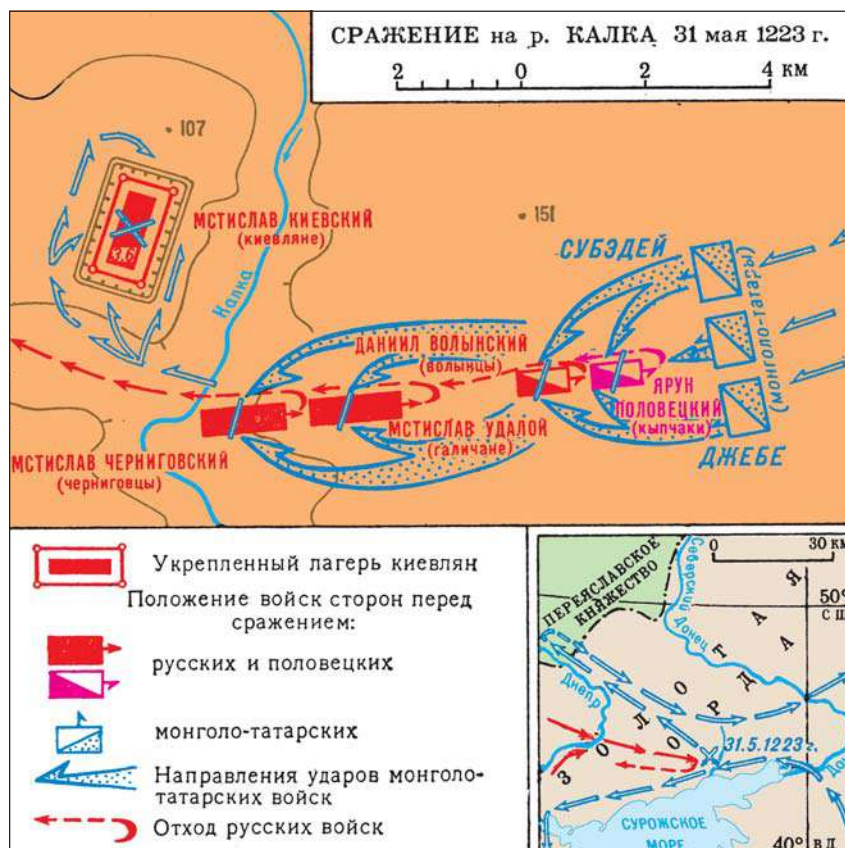 СРАЖЕНИЕ на р. КАЛКА 31 мая 1223 г.
2 0 2 4 км
107
МСТИСЛАВ КИЕВСКИЙ
(киевляне)
3.6
151
СУБЭДЕЙ
(монголо-татары)
Калка
ДАНИИЛ ВОЛЫНСКИЙ
(волынцы)
ЯРУН
ПОЛОВЕЦКИЙ
(кыпчаки)
МСТИСЛАВ УДАЛОЙ
(галичане)
ДЖЕБЕ
МСТИСЛАВ ЧЕРНИГОВСКИЙ
(черниговцы)
Укрепленный лагерь киевлян
Положение войск сторон перед
сражением:
русских и половецких
монголо-татарских
Направления ударов монголо-
татарских войск
Отход русских войск
0 30 км
ПЕРЕЯСЛАВСКОЕ
КНЯЖЕСТВО
Северский
Донец
50°
с ш
Днепр
ЗОЛОТАЯ
ОРДА
31.5.1223 г.
СУРОЖСКОЕ
МОРЕ
40° в д